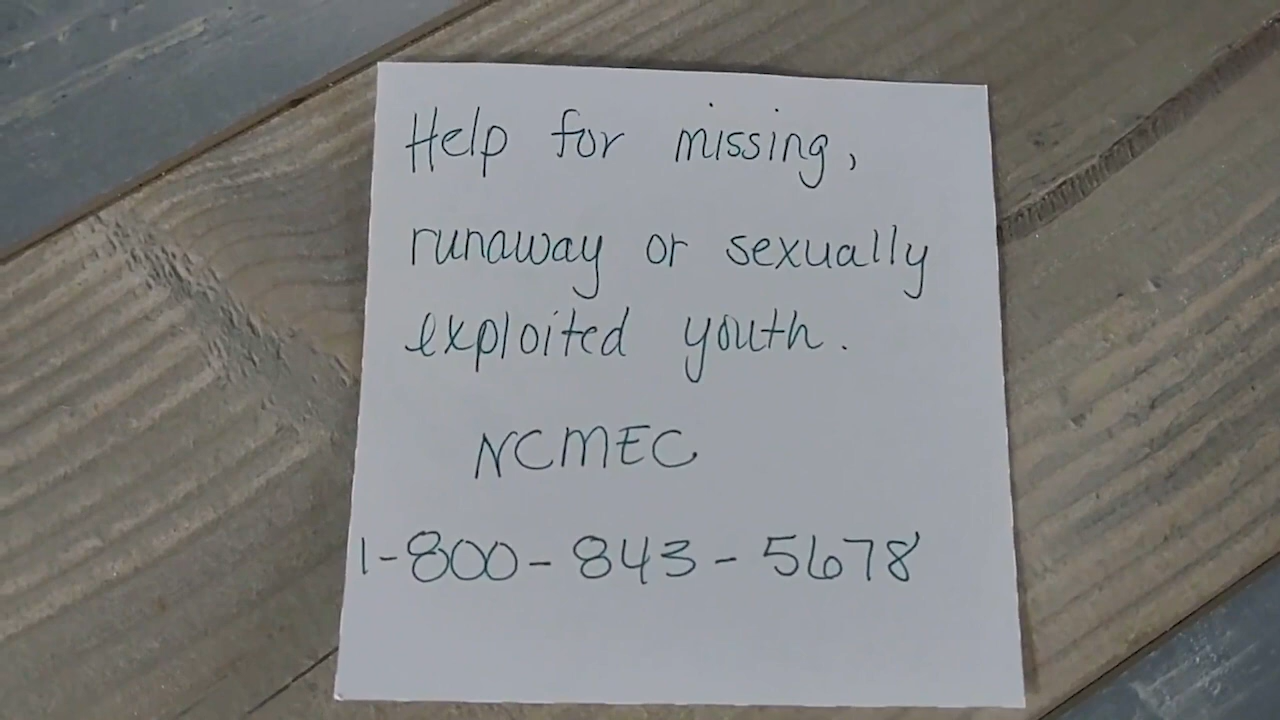 Help for missing,
runaway or sexually
exploited youth.
NCMEC
1-800-843-5678